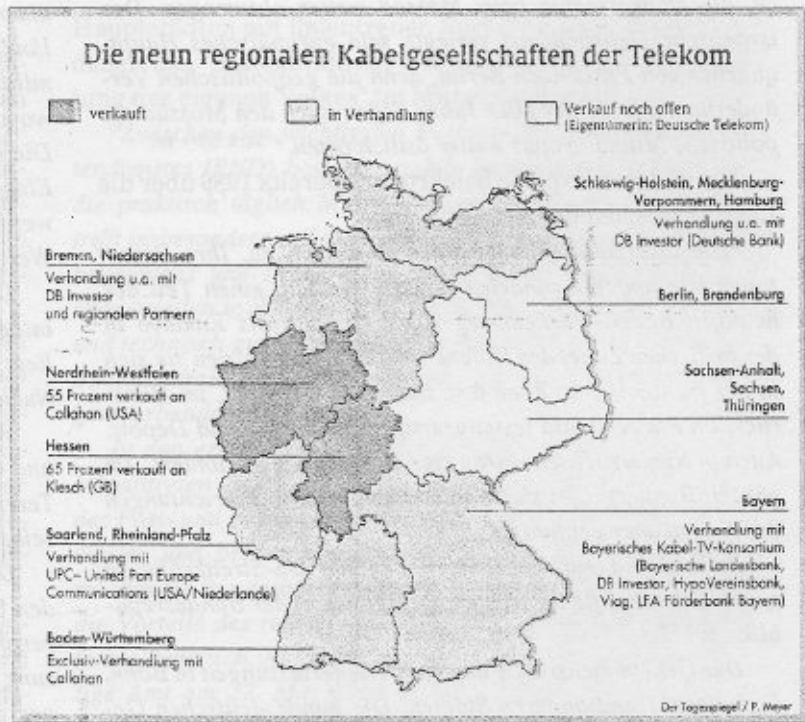 Die neun regionalen Kabelgesellschaften der Telekom
verkauft
in Verhandlung
Verkauf noch offen
(Eigentümerin: Deutsche Telekom)
Schleswig-Holstein, Mecklenburg-
Vorpommern, Hamburg
Verhandlung u.a. mit
DB Investor (Deutsche Bank)
Bremen, Niedersachsen
Verhandlung u.a. mit
DB Investor
und regionalen Partnern
Berlin, Brandenburg
Nordrhein-Westfalen
55 Prozent verkauft an
Callahan (USA)
Sachsen-Anhalt,
Sachsen,
Thüringen
Hessen
65 Prozent verkauft an
Klesch (GB)
Saarland, Rheinland-Pfalz
Verhandlung mit
UPC– United Pan Europe
Communications (USA/Niederlande)
Bayern
Verhandlung mit
Bayerisches Kabel-TV-Konsortium
(Bayerische Landesbank,
DB Investor, HypoVereinsbank,
Viag, LFA Förderbank Bayern)
Baden-Württemberg
Exclusiv-Verhandlung mit
Callahan
Der Tagesspiegel / P. Meyer